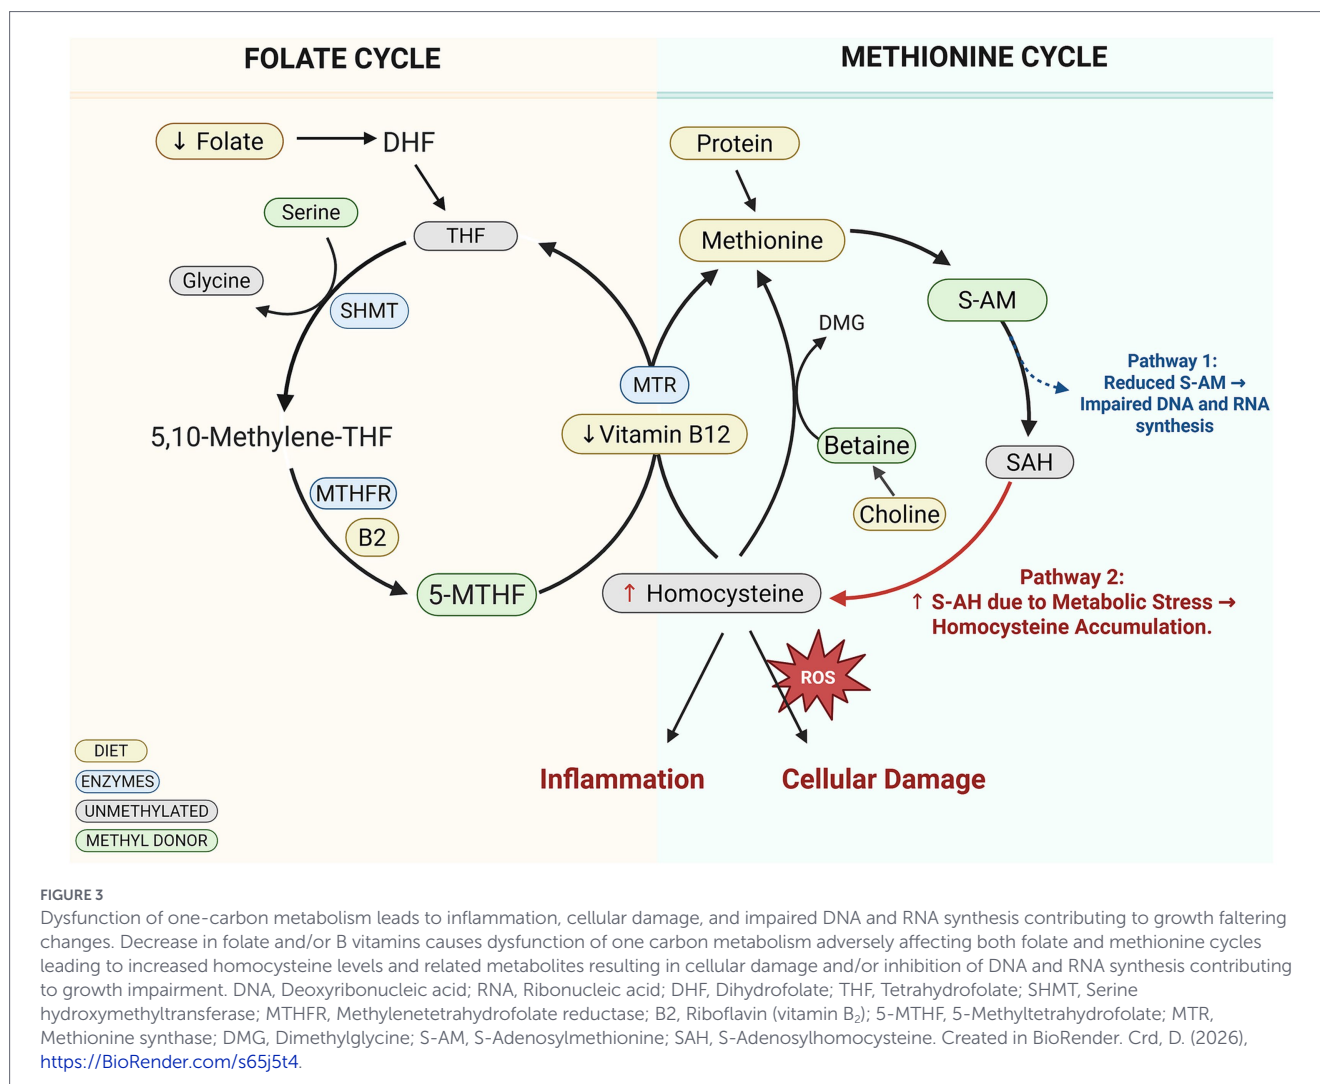 FOLATE CYCLE
METHIONINE CYCLE
↓ Folate
DHF
Protein
Serine
THF
Methionine
Glycine
SHMT
S-AM
DMG
Pathway 1:
Reduced S-AM →
Impaired DNA and RNA
synthesis
MTR
5,10-Methylene-THF
↓Vitamin B12
Betaine
SAH
MTHFR
Choline
B2
5-MTHF
↑ Homocysteine
Pathway 2:
↑ S-AH due to Metabolic Stress →
Homocysteine Accumulation.
ROS
Inflammation
Cellular Damage
DIET
ENZYMES
UNMETHYLATED
METHYL DONOR
FIGURE 3
Dysfunction of one-carbon metabolism leads to inflammation, cellular damage, and impaired DNA and RNA synthesis contributing to growth faltering
changes. Decrease in folate and/or B vitamins causes dysfunction of one carbon metabolism adversely affecting both folate and methionine cycles
leading to increased homocysteine levels and related metabolites resulting in cellular damage and/or inhibition of DNA and RNA synthesis contributing
to growth impairment. DNA, Deoxyribonucleic acid; RNA, Ribonucleic acid; DHF, Dihydrofolate; THF, Tetrahydrofolate; SHMT, Serine
hydroxymethyltransferase; MTHFR, Methylenetetrahydrofolate reductase; B2, Riboflavin (vitamin B₂); 5-MTHF, 5-Methyltetrahydrofolate; MTR,
Methionine synthase; DMG, Dimethylglycine; S-AM, S-Adenosylmethionine; SAH, S-Adenosylhomocysteine. Created in BioRender. Crd, D. (2026),
https://BioRender.com/s65j5t4.